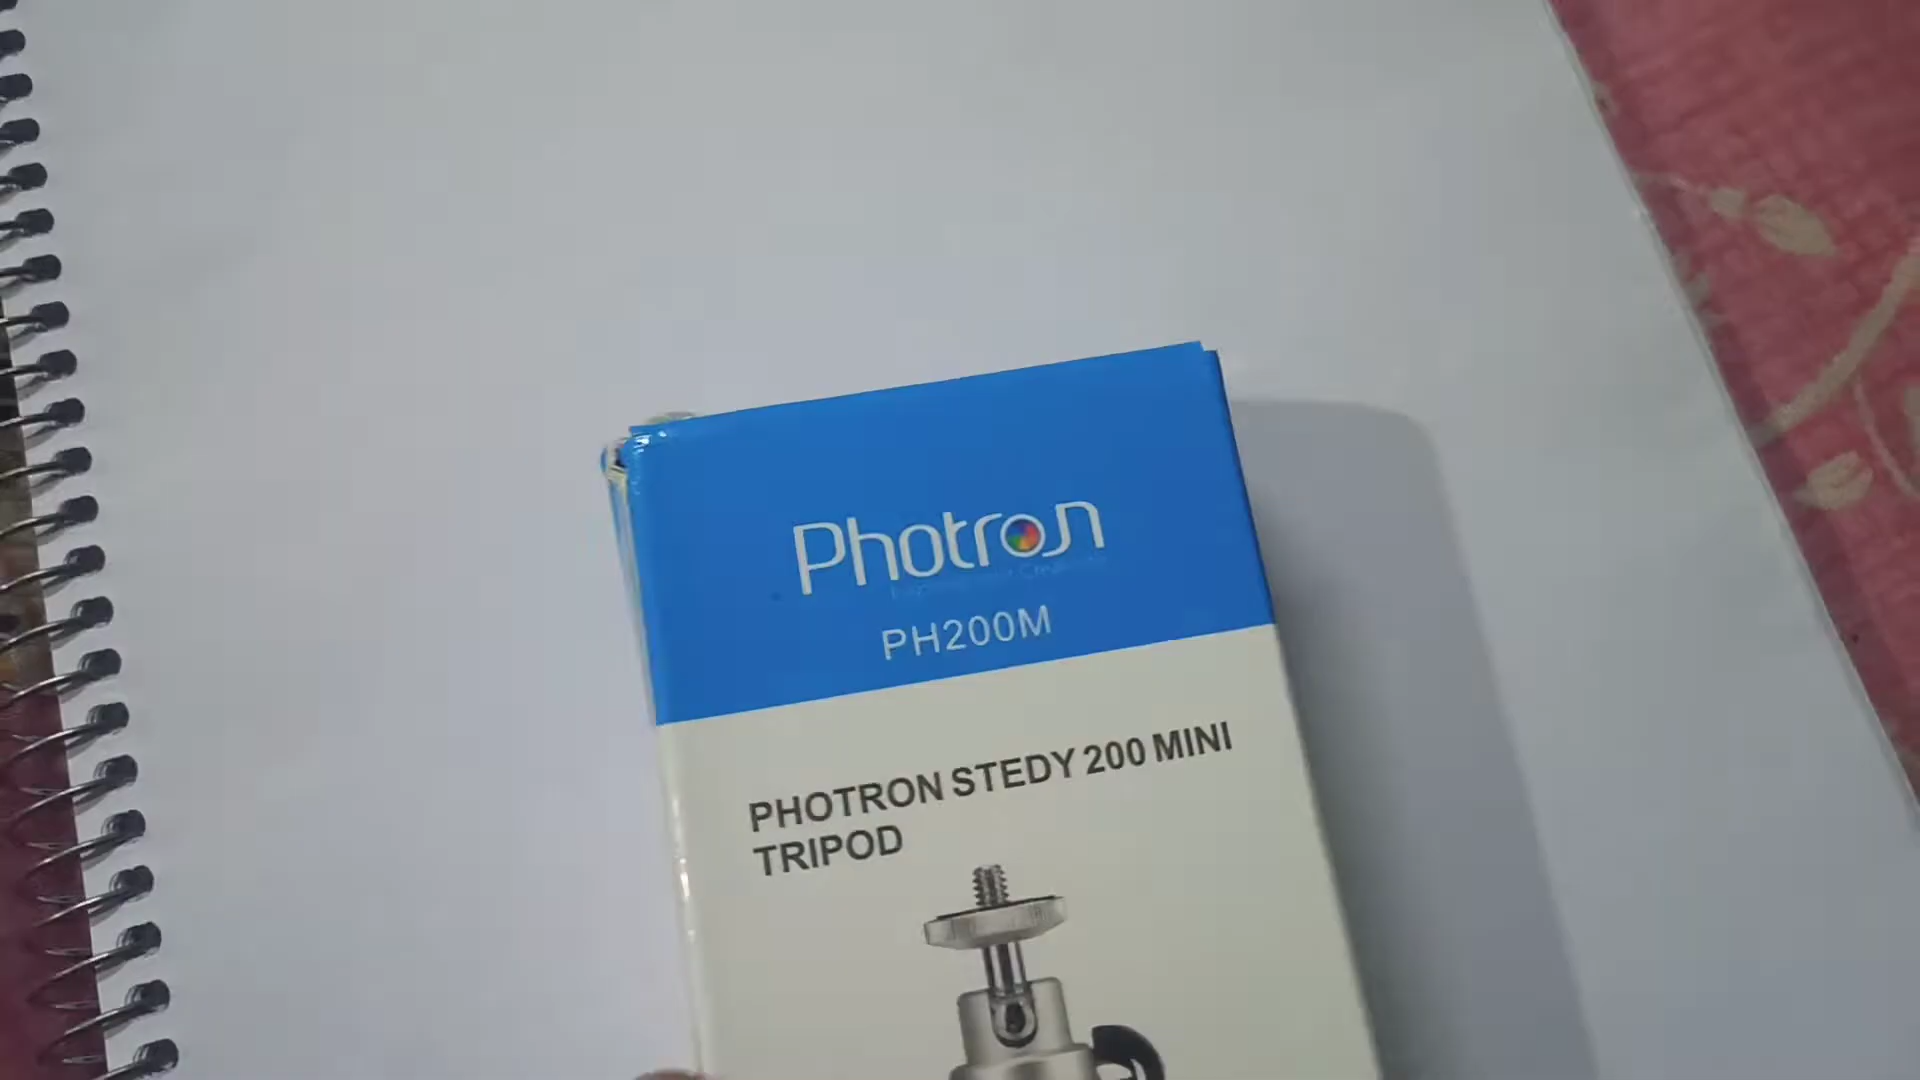 Photron
PH200M
PHOTRON STEDY 200 MINI
TRIPOD